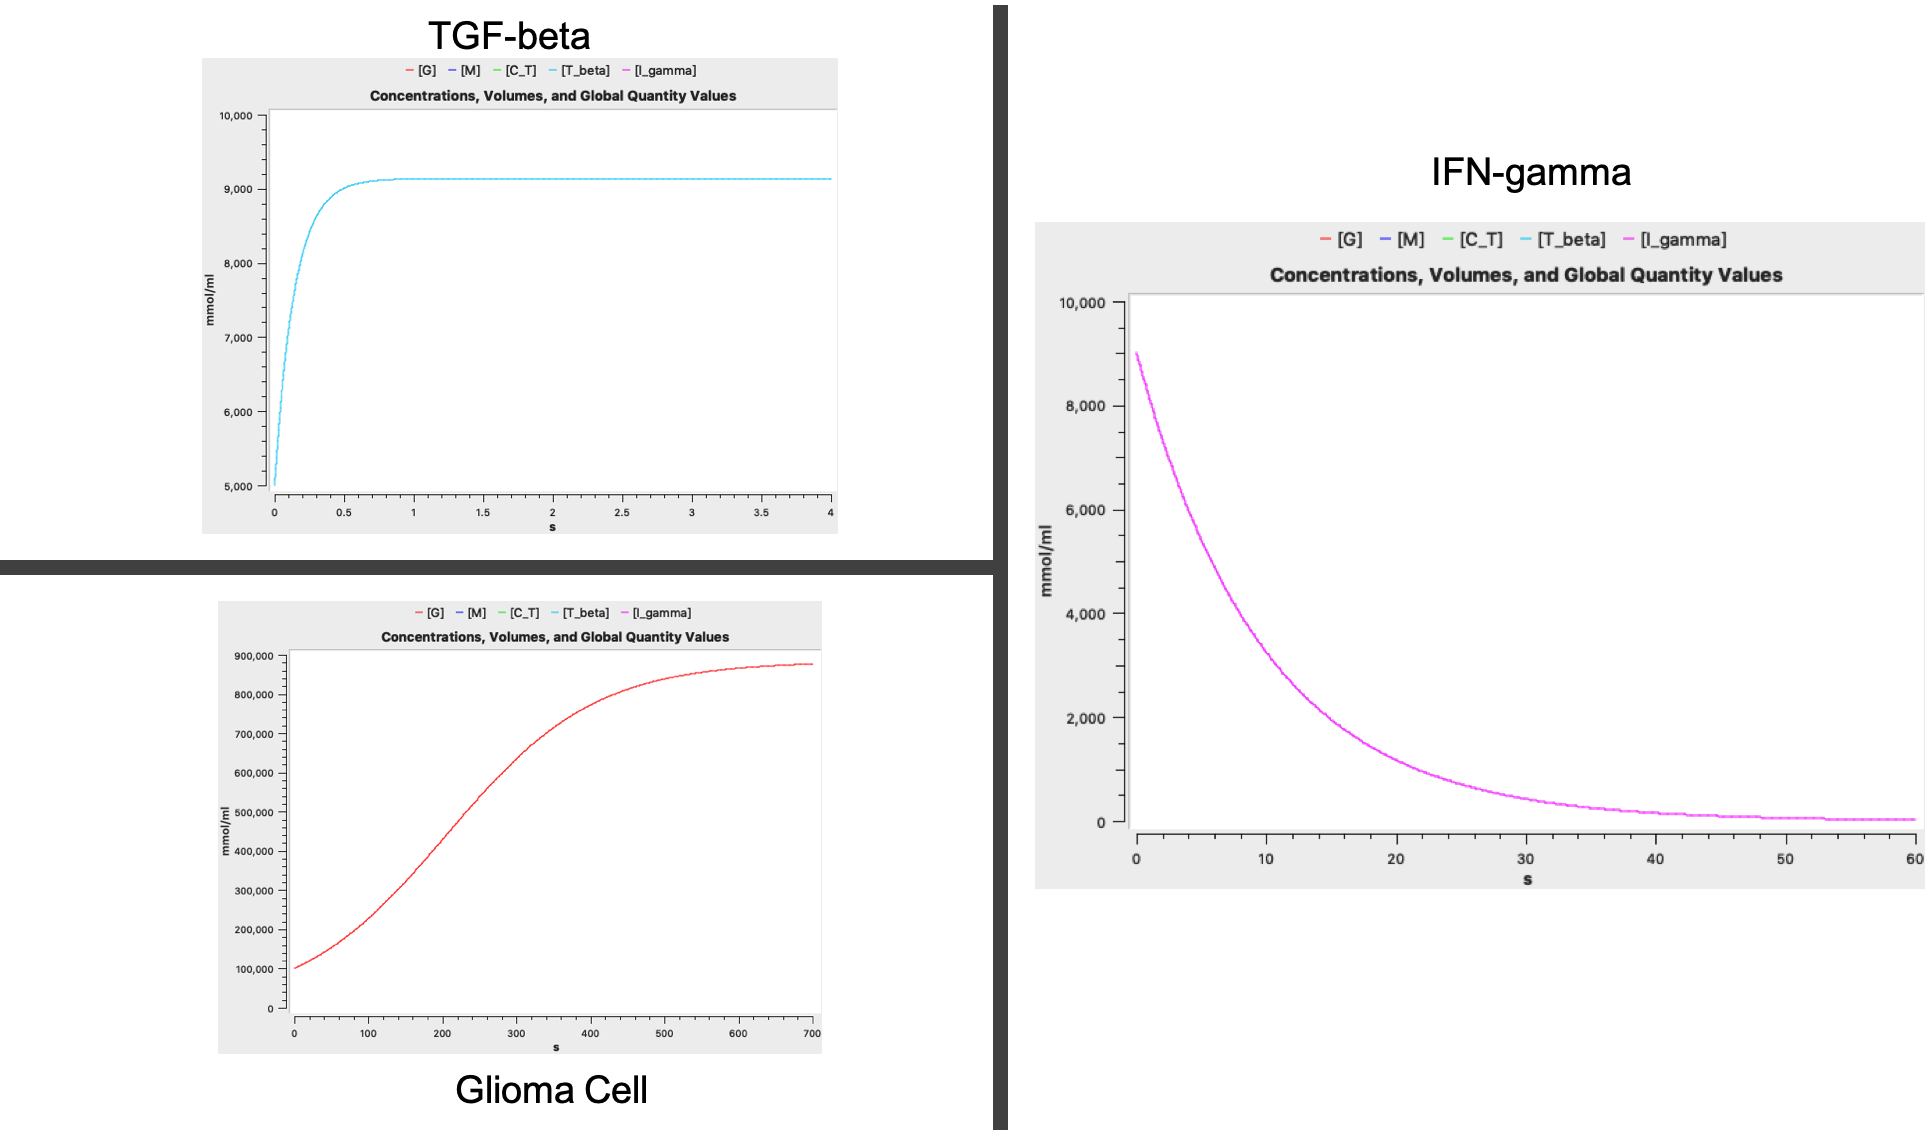 TGF-beta
[G] [M] [C_T] [T_beta] [I_gamma]
Concentrations, Volumes, and Global Quantity Values
10,000
9,000
8,000
7,000
6,000
5,000
mmol/ml
0 0.5 1 1.5 2 2.5 3 3.5 4
s
[G] [M] [C_T] [T_beta] [I_gamma]
Concentrations, Volumes, and Global Quantity Values
900,000
800,000
700,000
600,000
500,000
400,000
300,000
200,000
100,000
0
mmol/ml
0 100 200 300 400 500 600 700
s
Glioma Cell
IFN-gamma
[G] [M] [C_T] [T_beta] [I_gamma]
Concentrations, Volumes, and Global Quantity Values
10,000
8,000
6,000
4,000
2,000
0
mmol/ml
0 10 20 30 40 50 60
s